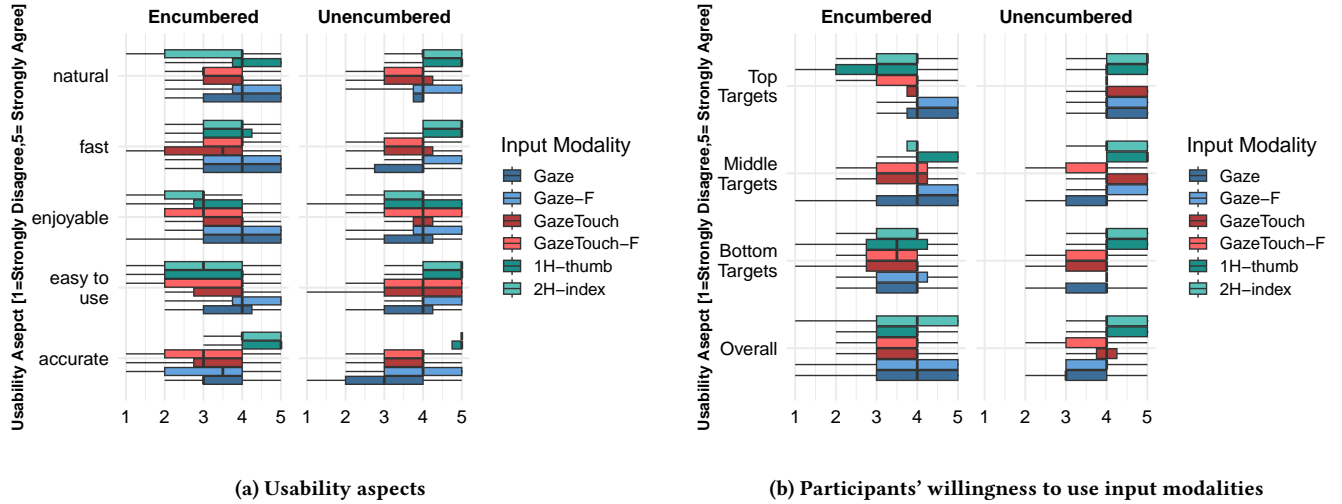 Encumbered Unencumbered
Usability Asepct [1=Strongly Disagree,5= Strongly Agree]
natural
fast
enjoyable
easy to
use
accurate
1 2 3 4 5 1 2 3 4 5
Input Modality
Gaze
Gaze-F
GazeTouch
GazeTouch-F
1H-thumb
2H-index
(a) Usability aspects
Encumbered Unencumbered
Usability Asepct [1=Strongly Disagree,5= Strongly Agree]
Top
Targets
Middle
Targets
Bottom
Targets
Overall
1 2 3 4 5 1 2 3 4 5
Input Modality
Gaze
Gaze-F
GazeTouch
GazeTouch-F
1H-thumb
2H-index
(b) Participants' willingness to use input modalities